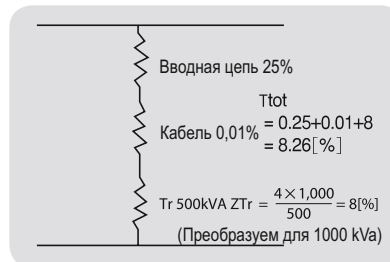 Вводная цепь 25%
Ttot
= 0.25+0.01+8
Кабель 0,01%
= 8.26[%]
Tr 500kVA ZTr = 4×1,000 / 500 = 8[%]
(Преобразуем для 1000 kVa)